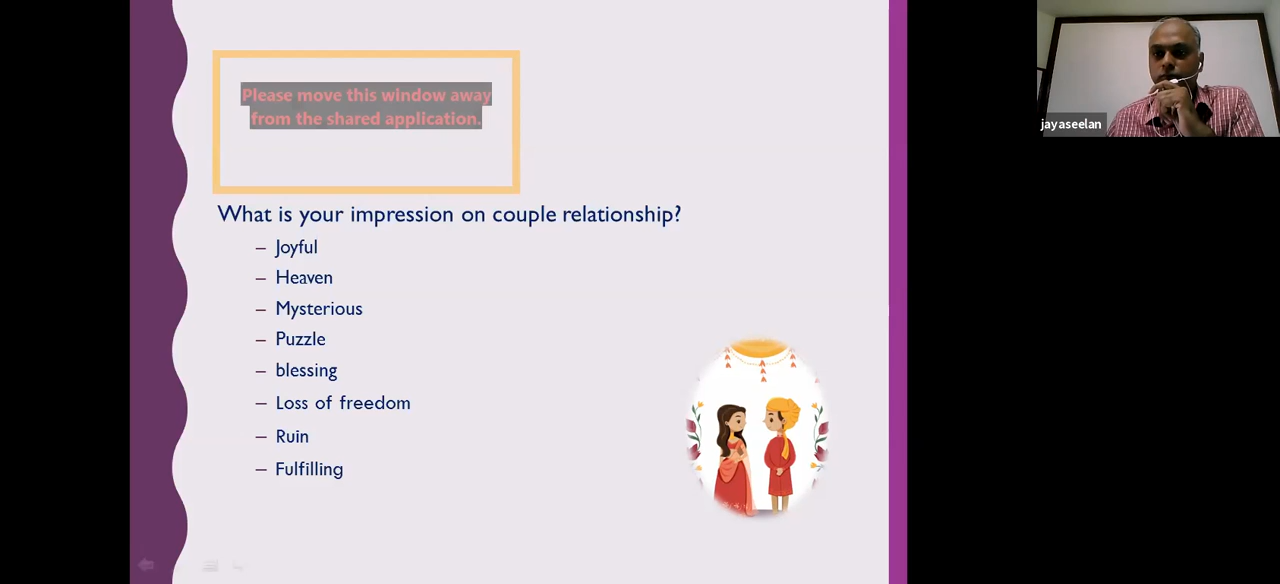 Please move this window away
from the shared application.
What is your impression on couple relationship?
– Joyful
– Heaven
– Mysterious
– Puzzle
– blessing
– Loss of freedom
– Ruin
– Fulfilling
jayaseelan